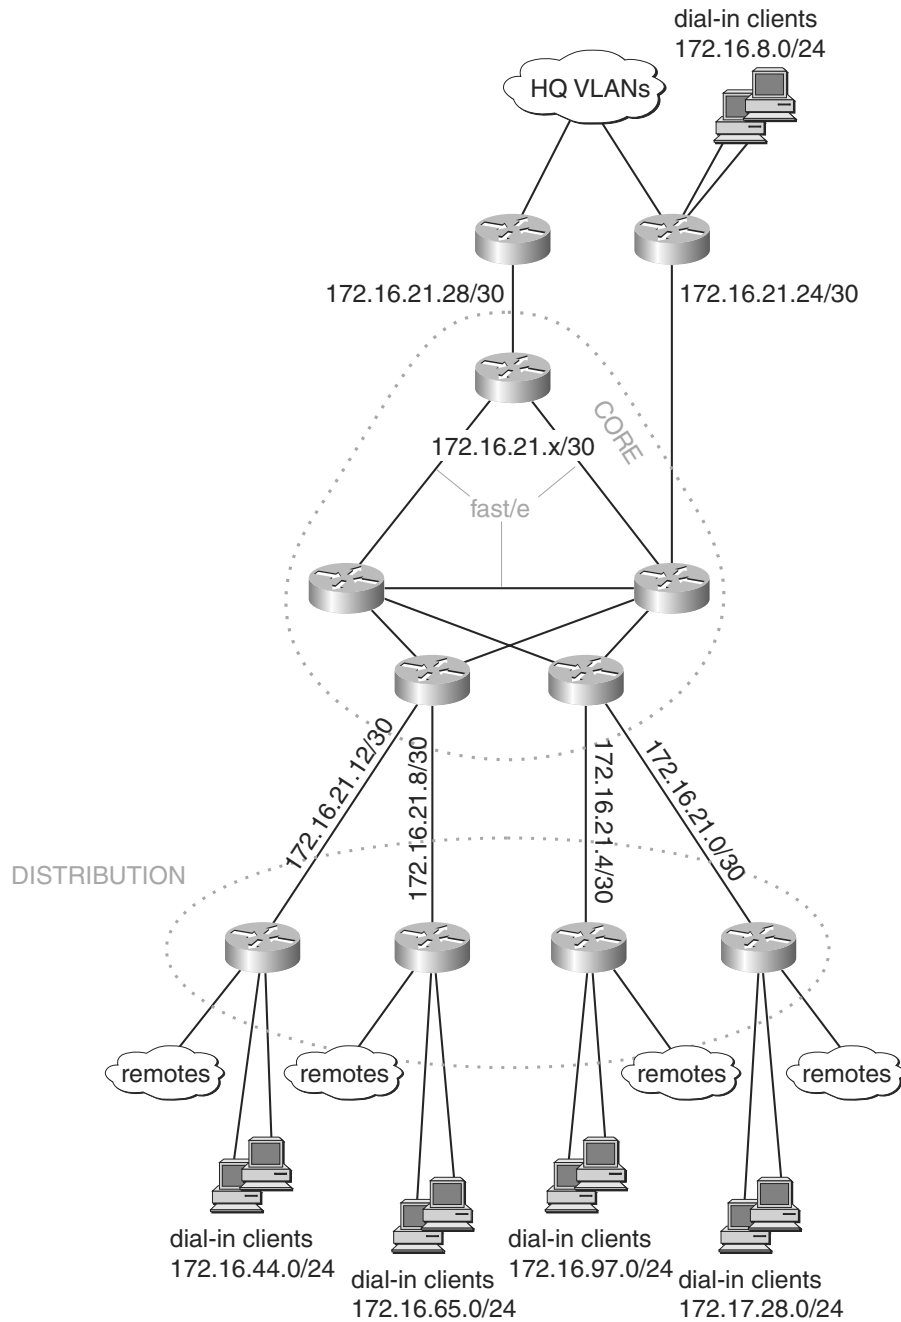 dial-in clients
172.16.8.0/24
HQ VLANs
172.16.21.28/30
172.16.21.24/30
CORE
172.16.21.x/30
fast/e
172.16.21.12/30
172.16.21.8/30
172.16.21.4/30
172.16.21.0/30
DISTRIBUTION
remotes
remotes
remotes
remotes
dial-in clients
172.16.44.0/24
dial-in clients
172.16.65.0/24
dial-in clients
172.16.97.0/24
dial-in clients
172.17.28.0/24